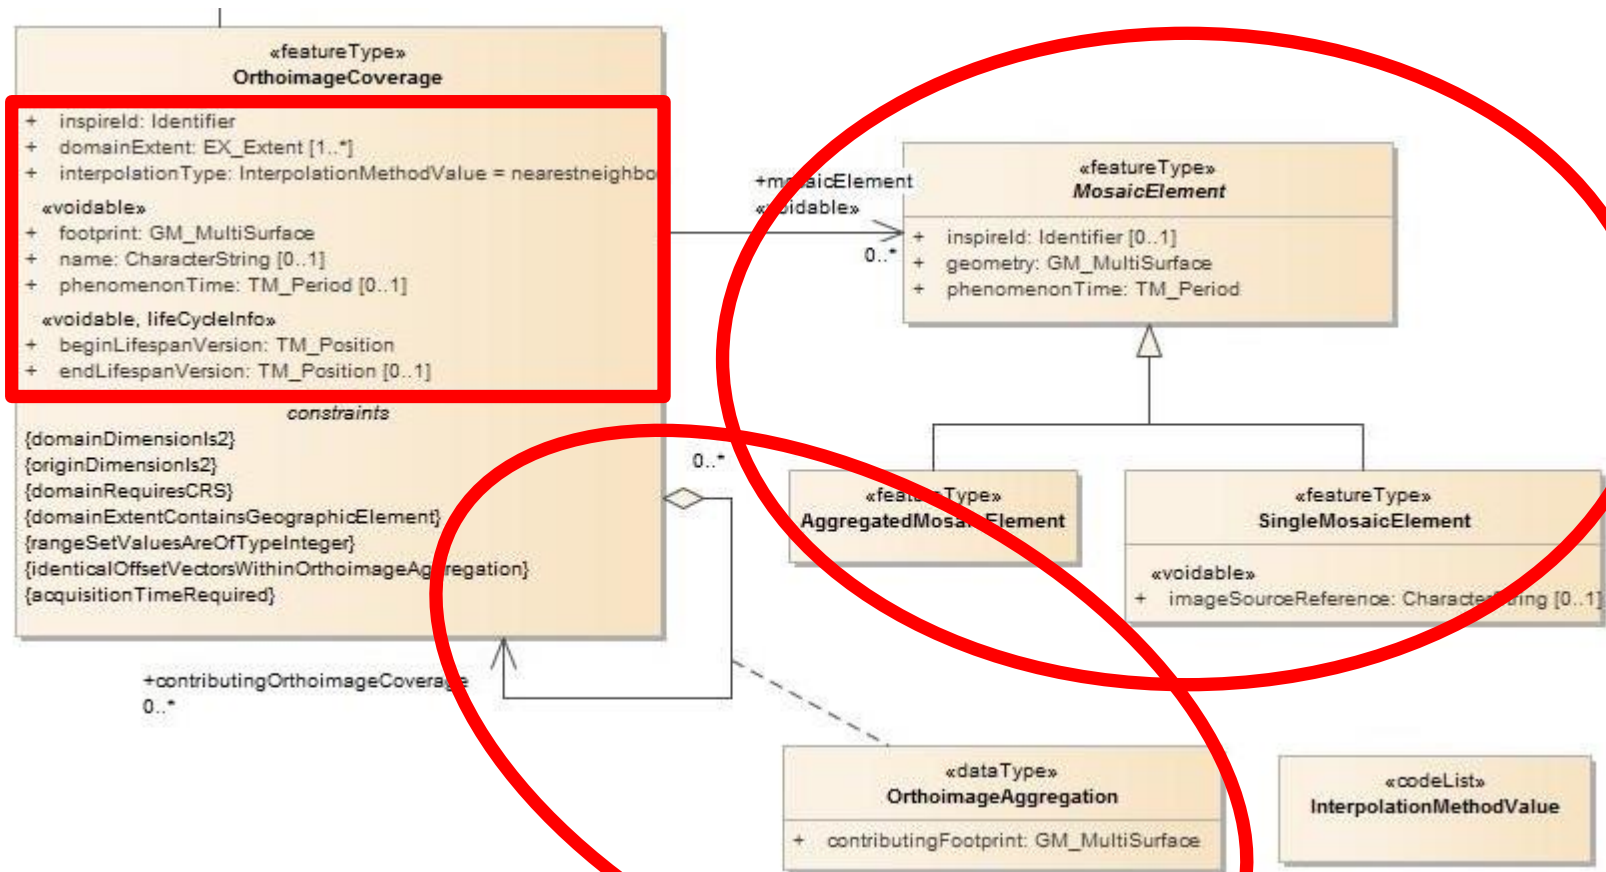 «featureType»
OrthoimageCoverage
+ inspireId: Identifier
+ domainExtent: EX_Extent [1..*]
+ interpolationType: InterpolationMethodValue = nearestneighbo
«voidable»
+ footprint: GM_MultiSurface
+ name: CharacterString [0..1]
+ phenomenonTime: TM_Period [0..1]
«voidable, lifeCycleInfo»
+ beginLifespanVersion: TM_Position
+ endLifespanVersion: TM_Position [0..1]
constraints
{domainDimensionIs2}
{originDimensionIs2}
{domainRequiresCRS}
{domainExtentContainsGeographicElement}
{rangeSetValuesAreOfTypeInteger}
{identicalOffsetVectorsWithinOrthoimageAggregation}
{acquisitionTimeRequired}
+mosaicElement
«voidable»
0..*
«featureType»
MosaicElement
+ inspireId: Identifier [0..1]
+ geometry: GM_MultiSurface
+ phenomenonTime: TM_Period
0..*
«featureType»
AggregatedMosaicElement
«featureType»
SingleMosaicElement
«voidable»
+ imageSourceReference: CharacterString [0..1]
+contributingOrthoimageCoverage
0..*
«dataType»
OrthoimageAggregation
+ contributingFootprint: GM_MultiSurface
«codeList»
InterpolationMethodValue